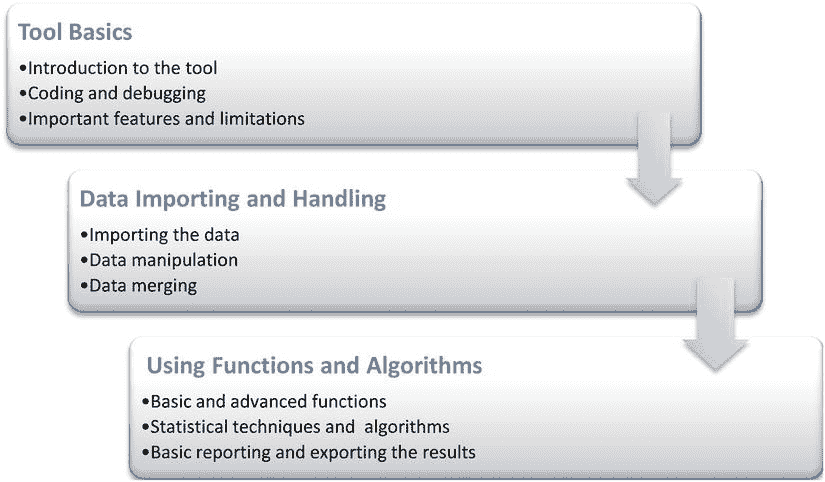 Tool Basics
•Introduction to the tool
•Coding and debugging
•Important features and limitations
Data Importing and Handling
•Importing the data
•Data manipulation
•Data merging
Using Functions and Algorithms
•Basic and advanced functions
•Statistical techniques and  algorithms
•Basic reporting and exporting the results